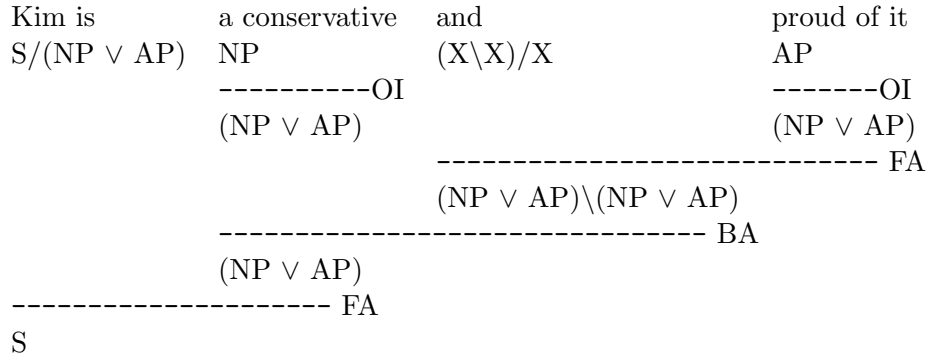 Kim is a conservative and proud of it
S/(NP ∨ AP) NP (X\X)/X AP
----------OI -------OI
(NP ∨ AP) (NP ∨ AP)
----------------------------- FA
(NP ∨ AP)\(NP ∨ AP)
-------------------------------- BA
(NP ∨ AP)
--------------------- FA
S